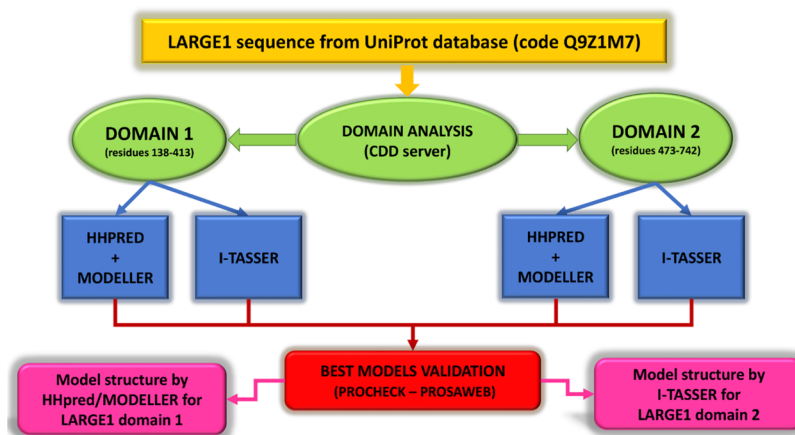 LARGE1 sequence from UniProt database (code Q9Z1M7)
DOMAIN 1
(residues 138-413)
DOMAIN ANALYSIS
(CDD server)
DOMAIN 2
(residues 473-742)
HHPRED
+
MODELLER
I-TASSER
HHPRED
+
MODELLER
I-TASSER
BEST MODELS VALIDATION
(PROCHECK – PROSAWEB)
Model structure by
HHpred/MODELLER for
LARGE1 domain 1
Model structure by
I-TASSER for
LARGE1 domain 2